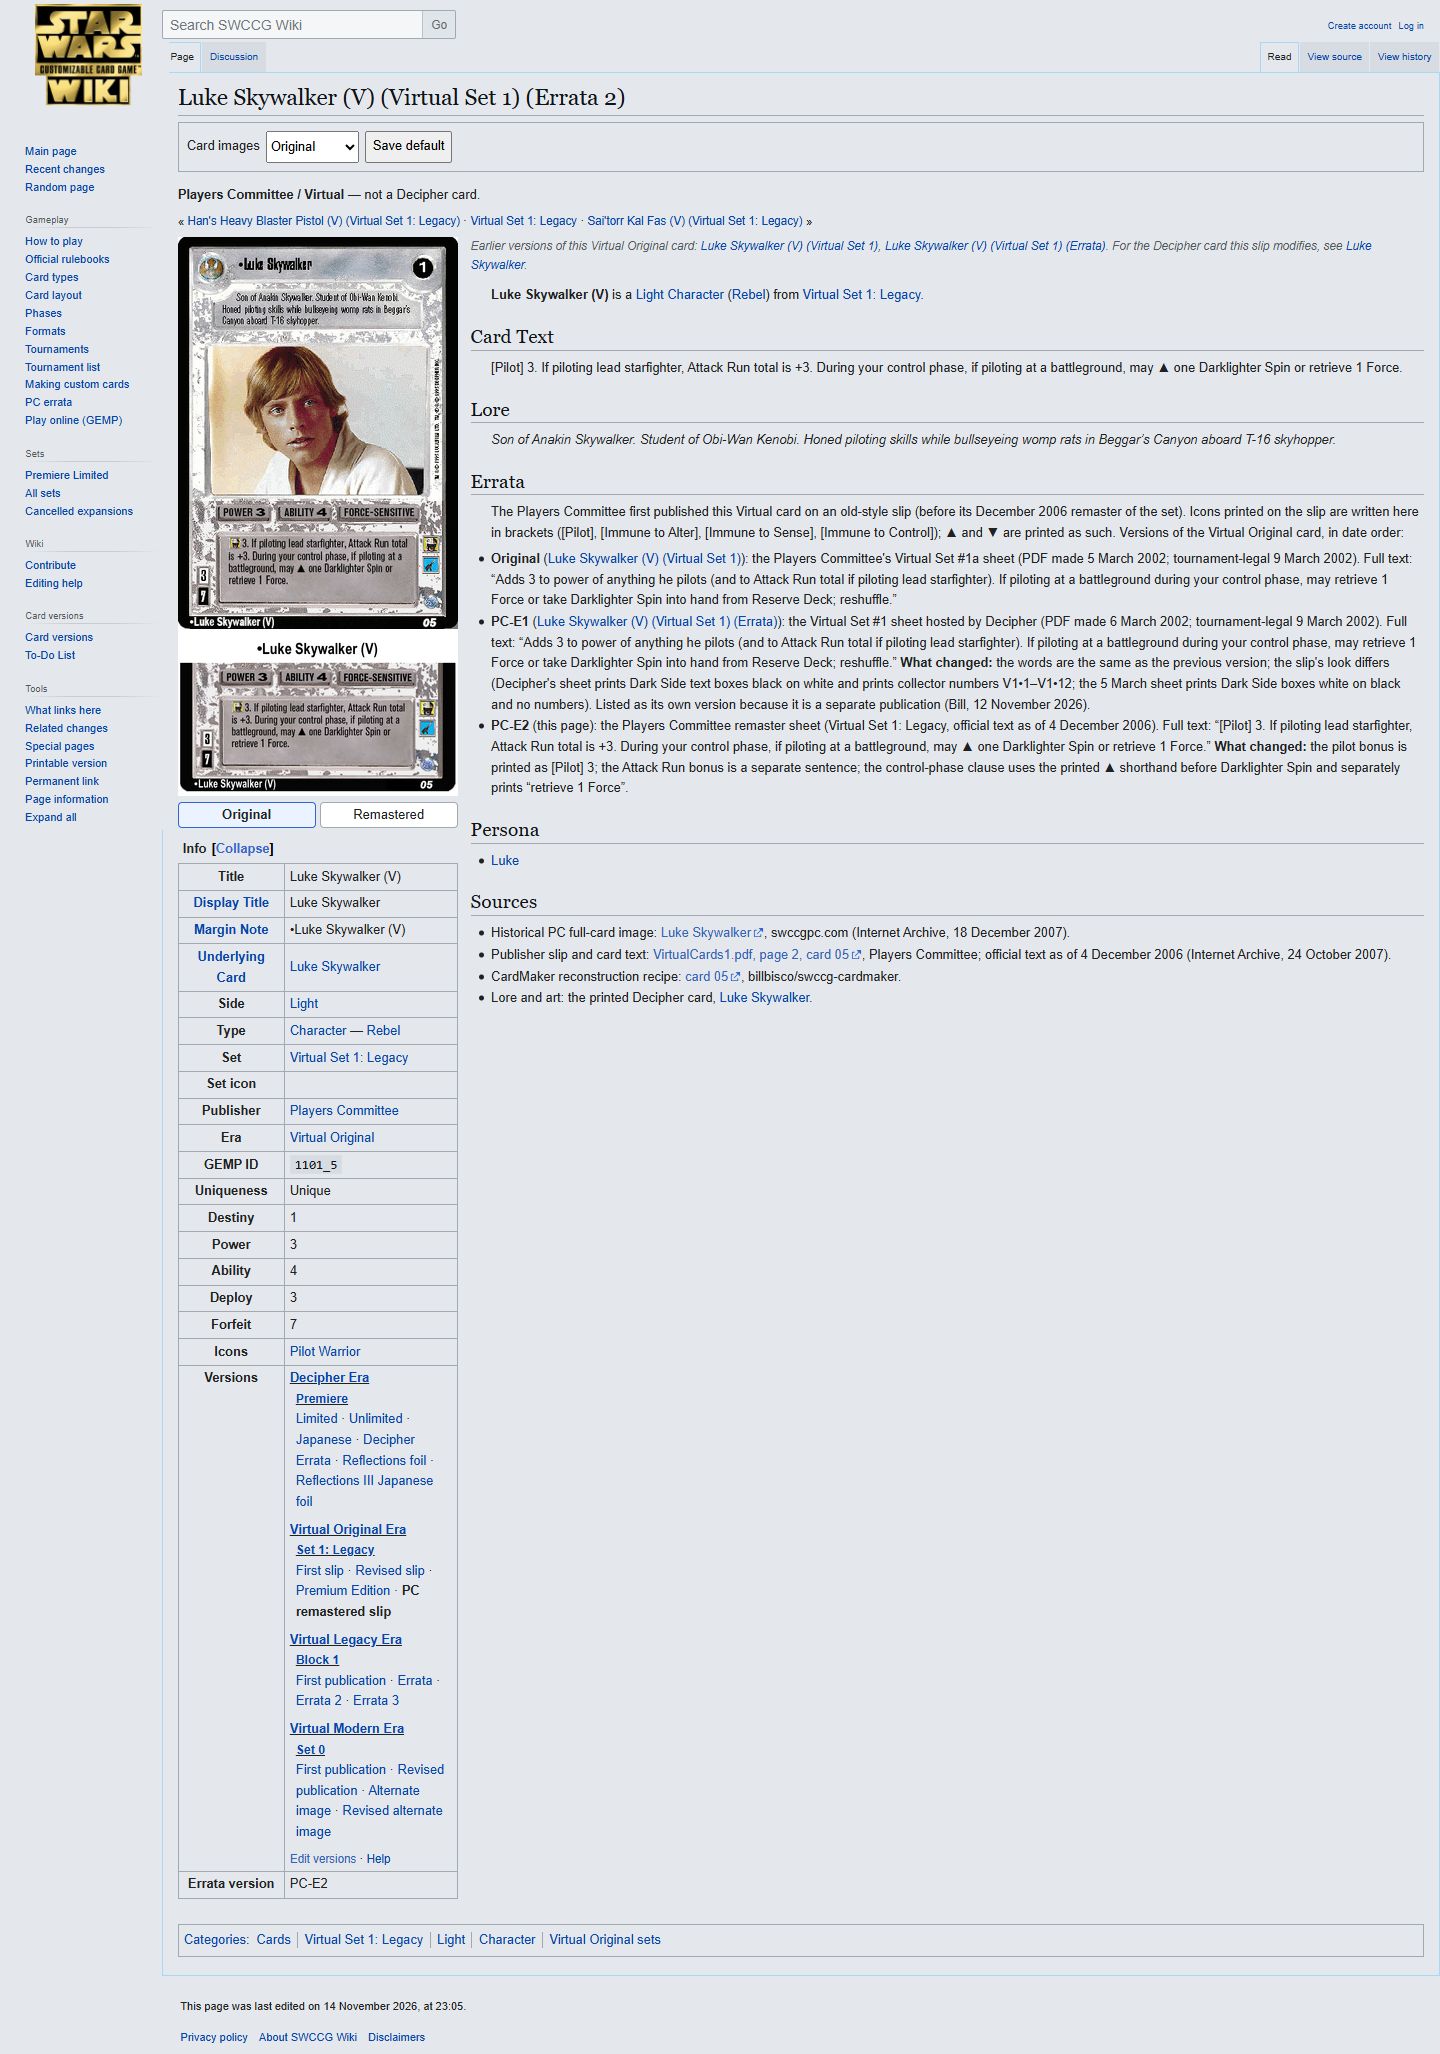 STAR
WARS
CUSTOMIZABLE CARD GAME
WIKI
Search SWCCG Wiki
Go
Create account Log in
Page Discussion
Read View source View history
Main page
Recent changes
Random page
Gameplay
How to play
Official rulebooks
Card types
Card layout
Phases
Formats
Tournaments
Tournament list
Making custom cards
PC errata
Play online (GEMP)
Sets
Premiere Limited
All sets
Cancelled expansions
Wiki
Contribute
Editing help
Card versions
Card versions
To-Do List
Tools
What links here
Related changes
Special pages
Printable version
Permanent link
Page information
Expand all
Luke Skywalker (V) (Virtual Set 1) (Errata 2)
Card images Original Save default
Players Committee / Virtual — not a Decipher card.
« Han's Heavy Blaster Pistol (V) (Virtual Set 1: Legacy) · Virtual Set 1: Legacy · Sai'torr Kal Fas (V) (Virtual Set 1: Legacy) »
•Luke Skywalker
1
Son of Anakin Skywalker. Student of Obi-Wan Kenobi.
Honed piloting skills while bullseyeing womp rats in Beggar's
Canyon aboard T-16 skyhopper.
POWER 3 ABILITY 4 FORCE-SENSITIVE
3. If piloting lead starfighter, Attack Run total
is +3. During your control phase, if piloting at a
battleground, may ▲ one Darklighter Spin or
retrieve 1 Force.
3
7
•Luke Skywalker (V) 05
•Luke Skywalker (V)
POWER 3 ABILITY 4 FORCE-SENSITIVE
3. If piloting lead starfighter, Attack Run total
is +3. During your control phase, if piloting at a
battleground, may ▲ one Darklighter Spin or
retrieve 1 Force.
3
7
•Luke Skywalker (V) 05
Original Remastered
Info [Collapse]
Title Luke Skywalker (V)
Display Title Luke Skywalker
Margin Note •Luke Skywalker (V)
Underlying
Card
Luke Skywalker
Side Light
Type Character — Rebel
Set Virtual Set 1: Legacy
Set icon
Publisher Players Committee
Era Virtual Original
GEMP ID 1101_5
Uniqueness Unique
Destiny 1
Power 3
Ability 4
Deploy 3
Forfeit 7
Icons Pilot Warrior
Versions Decipher Era
Premiere
Limited · Unlimited ·
Japanese · Decipher
Errata · Reflections foil ·
Reflections III Japanese
foil
Virtual Original Era
Set 1: Legacy
First slip · Revised slip ·
Premium Edition · PC
remastered slip
Virtual Legacy Era
Block 1
First publication · Errata ·
Errata 2 · Errata 3
Virtual Modern Era
Set 0
First publication · Revised
publication · Alternate
image · Revised alternate
image
Edit versions · Help
Errata version PC-E2
Earlier versions of this Virtual Original card: Luke Skywalker (V) (Virtual Set 1), Luke Skywalker (V) (Virtual Set 1) (Errata). For the Decipher card this slip modifies, see Luke
Skywalker.
Luke Skywalker (V) is a Light Character (Rebel) from Virtual Set 1: Legacy.
Card Text
[Pilot] 3. If piloting lead starfighter, Attack Run total is +3. During your control phase, if piloting at a battleground, may ▲ one Darklighter Spin or retrieve 1 Force.
Lore
Son of Anakin Skywalker. Student of Obi-Wan Kenobi. Honed piloting skills while bullseyeing womp rats in Beggar’s Canyon aboard T-16 skyhopper.
Errata
The Players Committee first published this Virtual card on an old-style slip (before its December 2006 remaster of the set). Icons printed on the slip are written here
in brackets ([Pilot], [Immune to Alter], [Immune to Sense], [Immune to Control]); ▲ and ▼ are printed as such. Versions of the Virtual Original card, in date order:
• Original (Luke Skywalker (V) (Virtual Set 1)): the Players Committee’s Virtual Set #1a sheet (PDF made 5 March 2002; tournament-legal 9 March 2002). Full text:
“Adds 3 to power of anything he pilots (and to Attack Run total if piloting lead starfighter). If piloting at a battleground during your control phase, may retrieve 1
Force or take Darklighter Spin into hand from Reserve Deck; reshuffle.”
• PC-E1 (Luke Skywalker (V) (Virtual Set 1) (Errata)): the Virtual Set #1 sheet hosted by Decipher (PDF made 6 March 2002; tournament-legal 9 March 2002). Full
text: “Adds 3 to power of anything he pilots (and to Attack Run total if piloting lead starfighter). If piloting at a battleground during your control phase, may retrieve 1
Force or take Darklighter Spin into hand from Reserve Deck; reshuffle.” What changed: the words are the same as the previous version; the slip’s look differs
(Decipher’s sheet prints Dark Side text boxes black on white and prints collector numbers V1•1–V1•12; the 5 March sheet prints Dark Side boxes white on black
and no numbers). Listed as its own version because it is a separate publication (Bill, 12 November 2026).
• PC-E2 (this page): the Players Committee remaster sheet (Virtual Set 1: Legacy, official text as of 4 December 2006). Full text: “[Pilot] 3. If piloting lead starfighter,
Attack Run total is +3. During your control phase, if piloting at a battleground, may ▲ one Darklighter Spin or retrieve 1 Force.” What changed: the pilot bonus is
printed as [Pilot] 3; the Attack Run bonus is a separate sentence; the control-phase clause uses the printed ▲ shorthand before Darklighter Spin and separately
prints “retrieve 1 Force”.
Persona
• Luke
Sources
• Historical PC full-card image: Luke Skywalker, swccgpc.com (Internet Archive, 18 December 2007).
• Publisher slip and card text: VirtualCards1.pdf, page 2, card 05, Players Committee; official text as of 4 December 2006 (Internet Archive, 24 October 2007).
• CardMaker reconstruction recipe: card 05, billbisco/swccg-cardmaker.
• Lore and art: the printed Decipher card, Luke Skywalker.
Categories: Cards | Virtual Set 1: Legacy | Light | Character | Virtual Original sets
This page was last edited on 14 November 2026, at 23:05.
Privacy policy About SWCCG Wiki Disclaimers